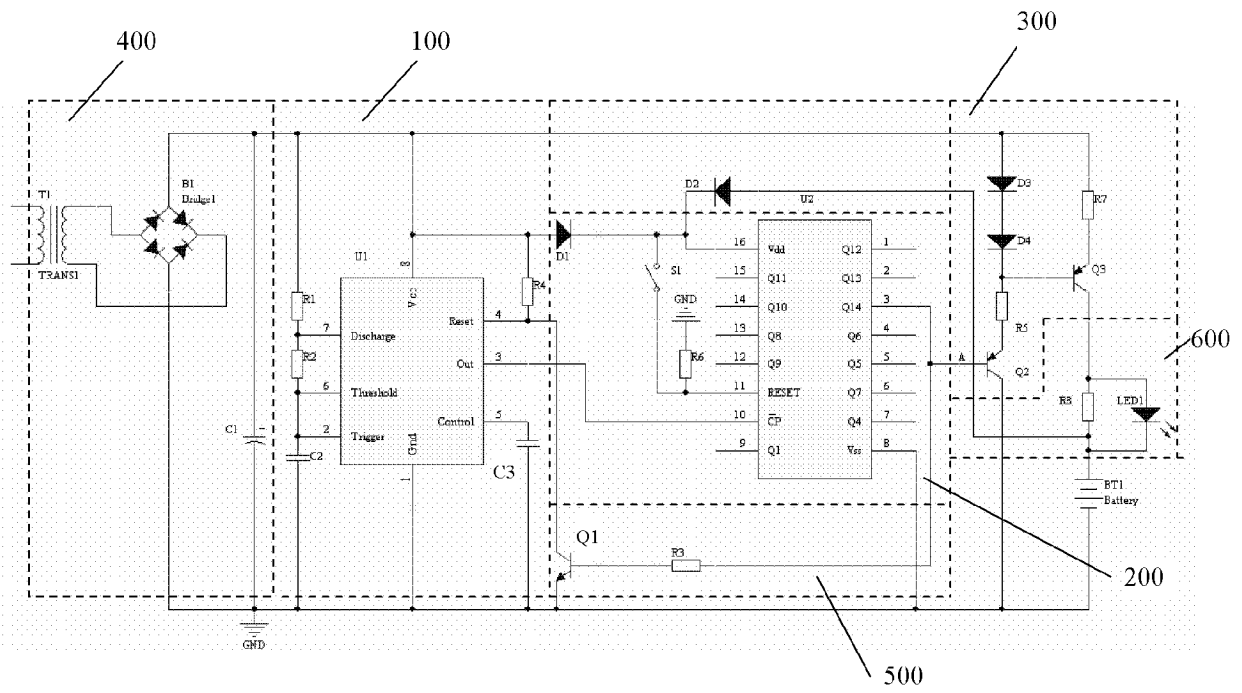 400
100
300
T1
TRANS1
B1
Bridge1
C1
GND
R1
R2
C2
U1
8
Vcc
7
Discharge
6
Threshold
2
Trigger
Reset
4
Out
3
Control
5
Gnd
1
R4
C3
D1
D2
S1
GND
R6
U2
16
Vdd
15
Q11
14
Q10
13
Q8
12
Q9
11
RESET
10
CP
9
Q1
Q12
1
Q13
2
Q14
3
Q6
4
Q5
5
Q7
6
Q4
7
Vss
8
D3
D4
R7
Q3
R5
A
Q2
600
R8
LED1
BT1
Battery
Q1
R3
200
500